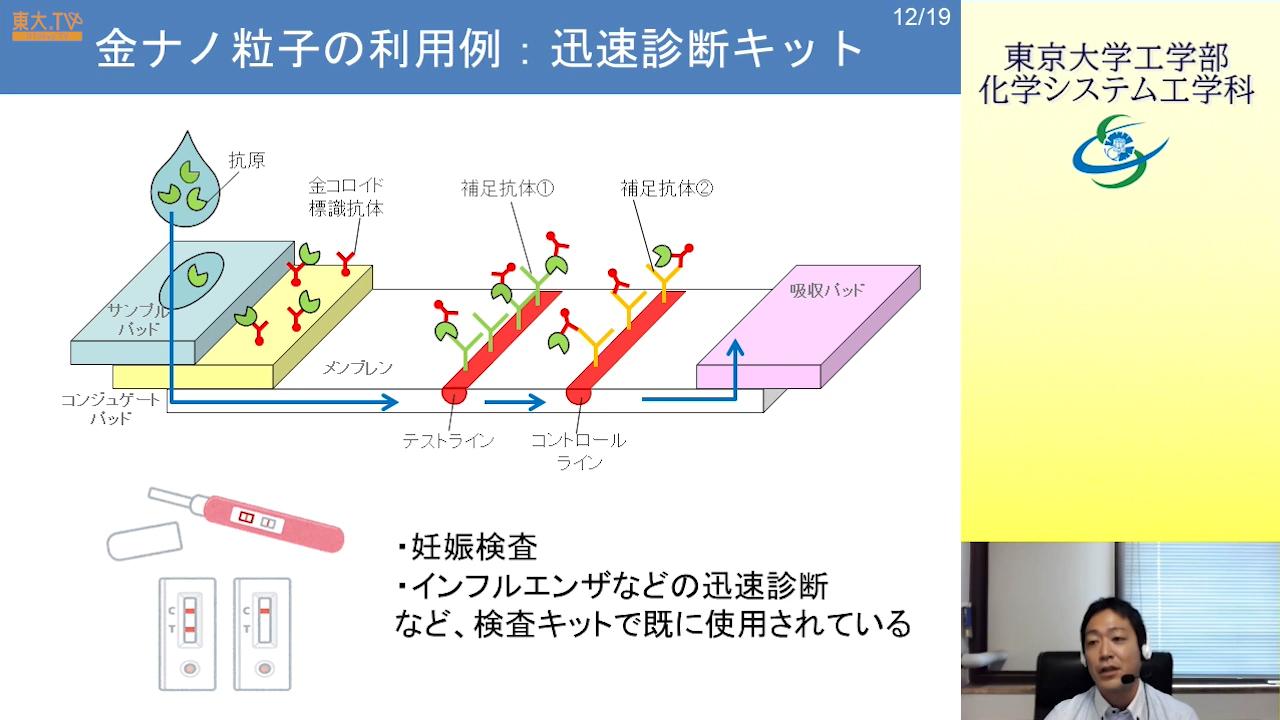 東大.TV
12/19
金ナノ粒子の利用例：迅速診断キット
東京大学工学部
化学システム工学科
抗原
金コロイド
標識抗体
補足抗体①
補足抗体②
サンプル
パッド
吸収パッド
メンブレン
コンジュゲート
パッド
テストライン
コントロール
ライン
・妊娠検査
・インフルエンザなどの迅速診断
など、検査キットで既に使用されている
C
T
C
T